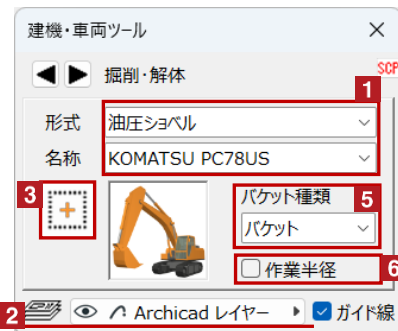 建機・車両ツール
掘削・解体
SCP
1
形式 油圧ショベル
名称 KOMATSU PC78US
3
バケット種類 5
バケット
作業半径 6
2 Archicad レイヤー ガイド線